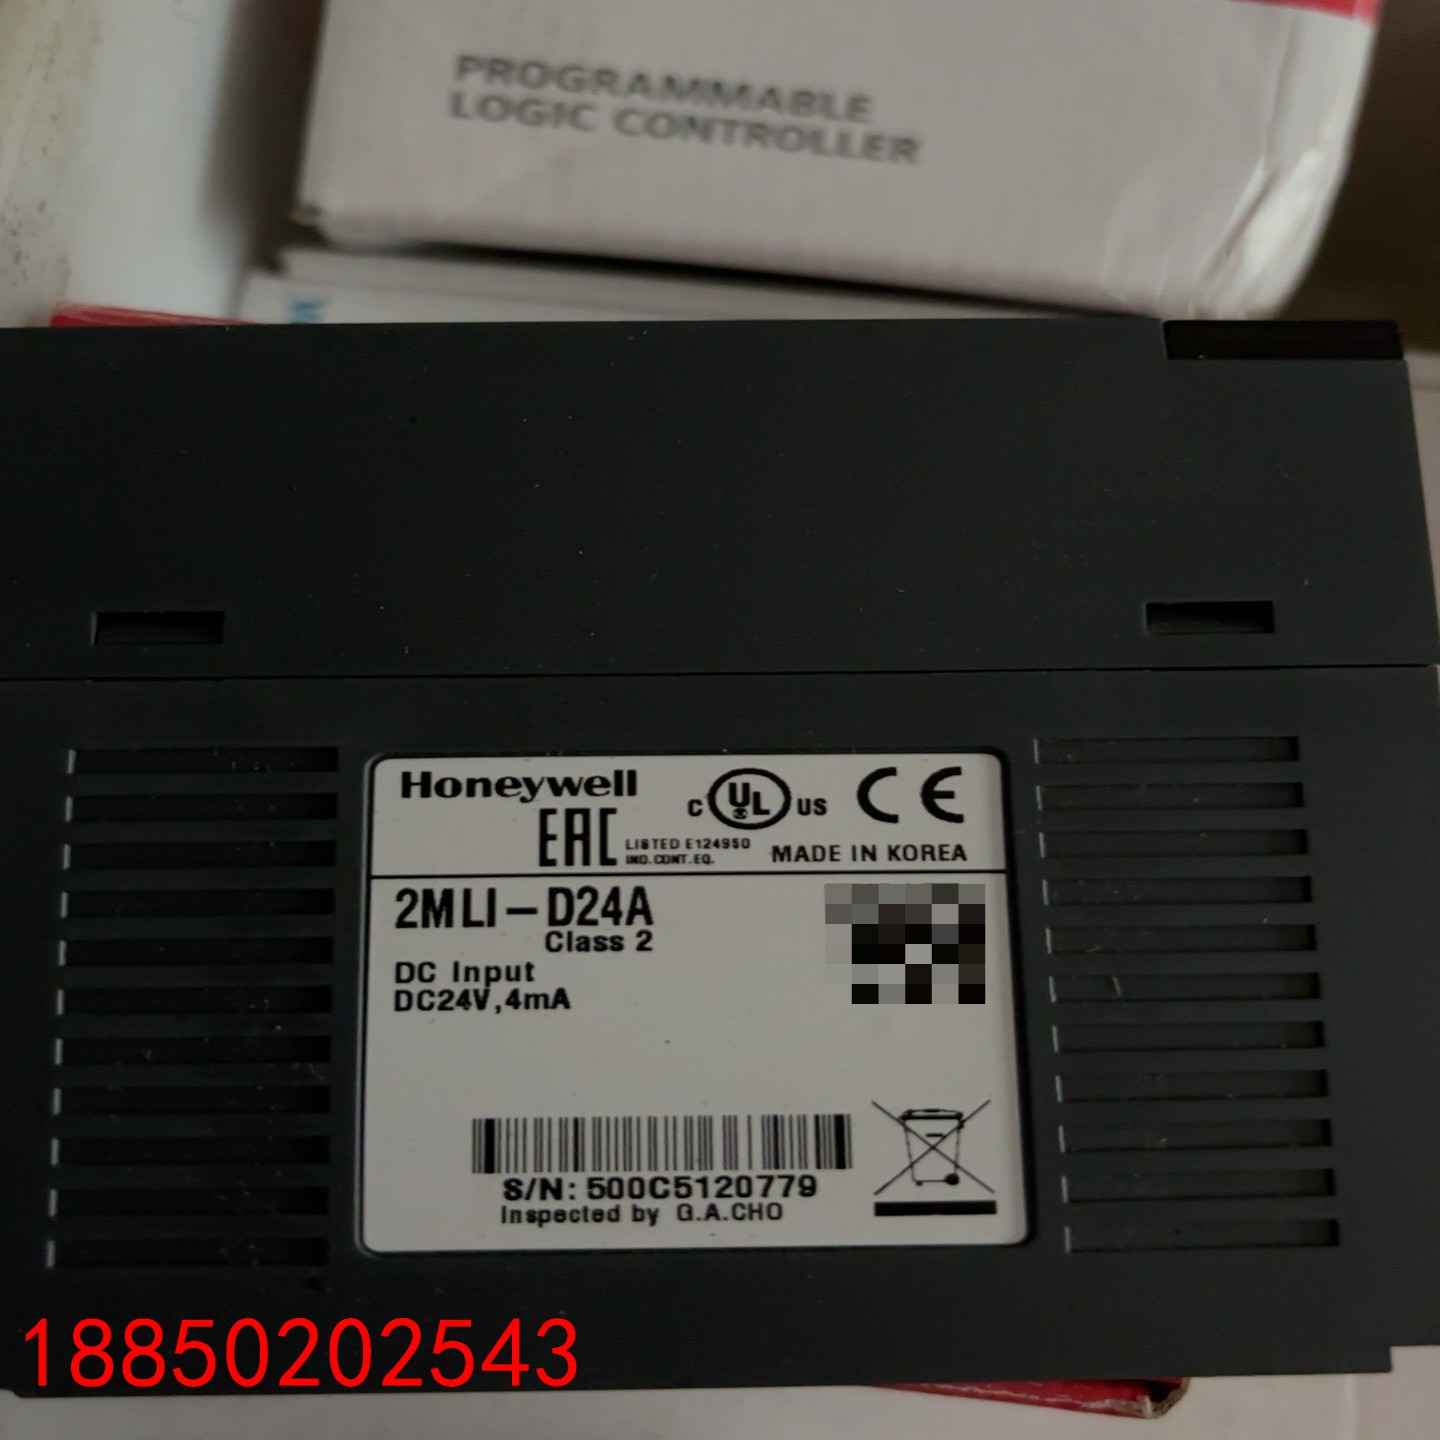 PROGRAMMABLE
LOGIC CONTROLLER
Honeywell
c UL US CE
EAC
LISTED E124950
IND.CONT.EQ.
MADE IN KOREA
2MLI-D24A
Class 2
DC Input
DC24V,4mA
S/N: 500C5120779
Inspected by G.A.CHO
18850202543